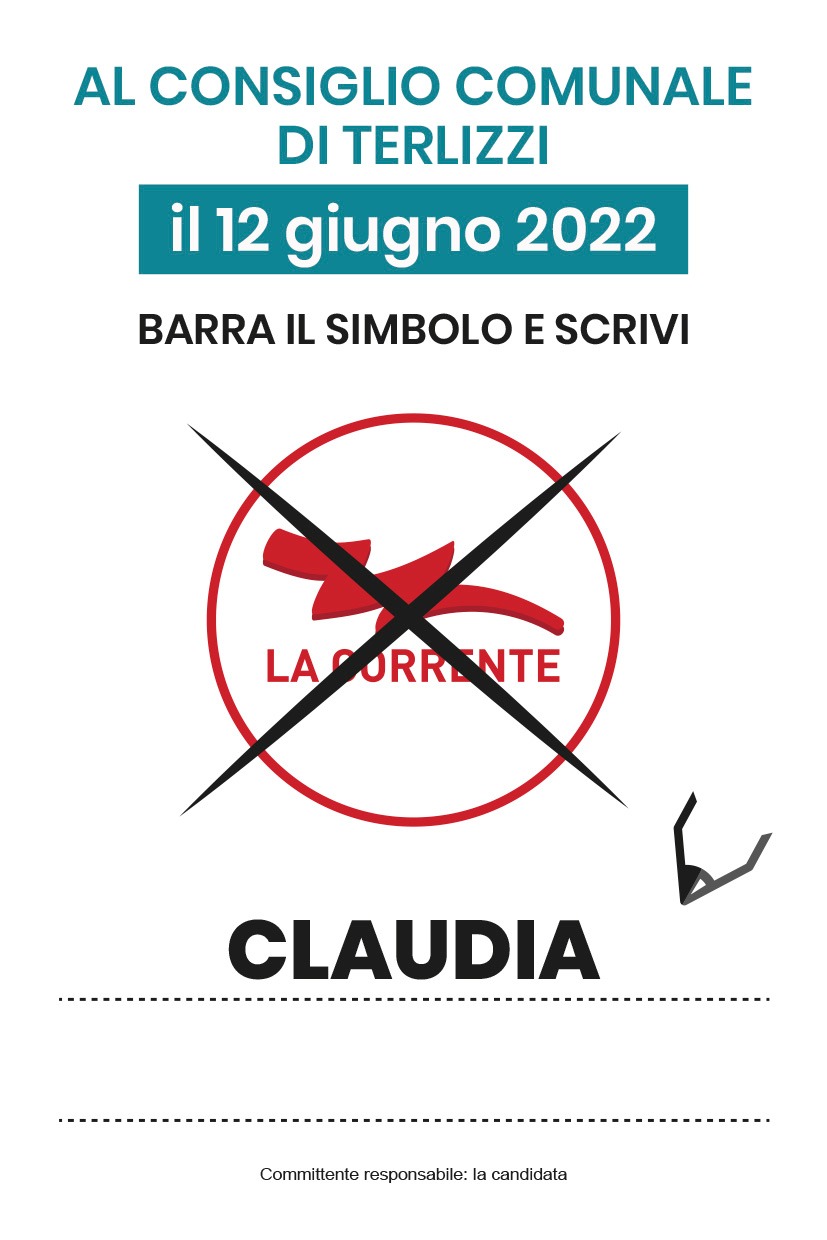 AL CONSIGLIO COMUNALE
DI TERLIZZI
il 12 giugno 2022
BARRA IL SIMBOLO E SCRIVI
LA CORRENTE
CLAUDIA
Committente responsabile: la candidata